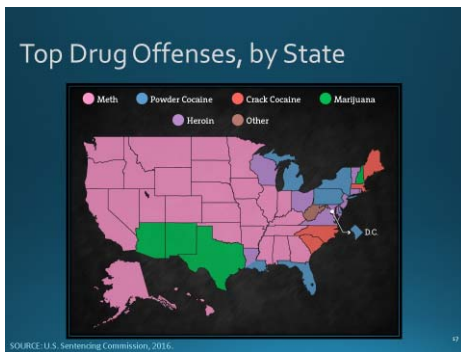 Top Drug Offenses, by State
Meth Powder Cocaine Crack Cocaine Marijuana
Heroin Other
D.C.
SOURCE: U.S. Sentencing Commission, 2016.